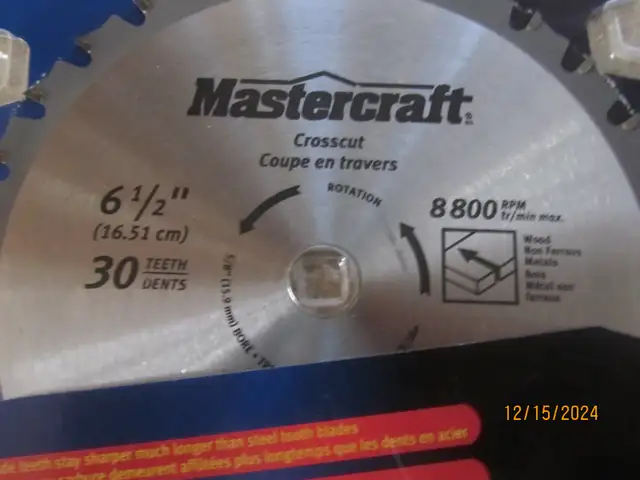 Mastercraft®
Crosscut
Coupe en travers
ROTATION
6 1/2"
(16.51 cm)
30 TEETH
DENTS
8 800 RPM
tr/min max.
Wood
Non Ferrous
Metals
Bois
Métal non
ferreux
5/8" (15.9 mm) BORE •
12/15/2024
teeth stay sharper much longer than steel tooth blades
demeurent affûtées plus longtemps que les dents en acier